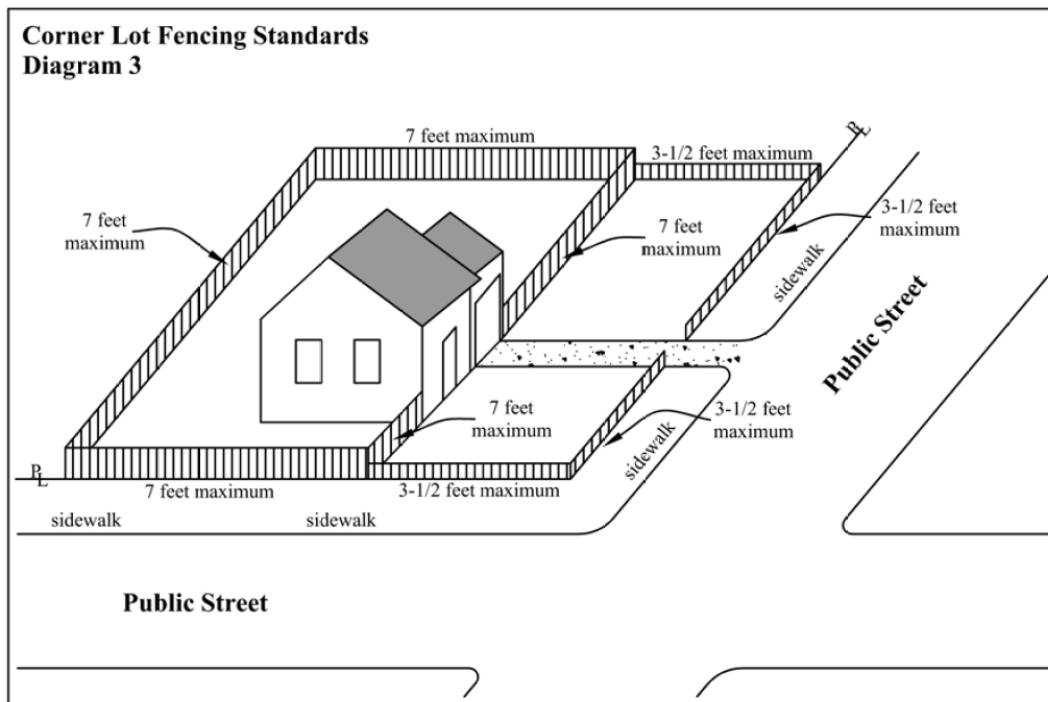 Corner Lot Fencing Standards
Diagram 3
7 feet maximum
3-1/2 feet maximum
PL
7 feet
maximum
7 feet
maximum
3-1/2 feet
maximum
sidewalk
Public Street
7 feet
maximum
3-1/2 feet
maximum
sidewalk
PL
7 feet maximum
3-1/2 feet maximum
sidewalk
sidewalk
Public Street